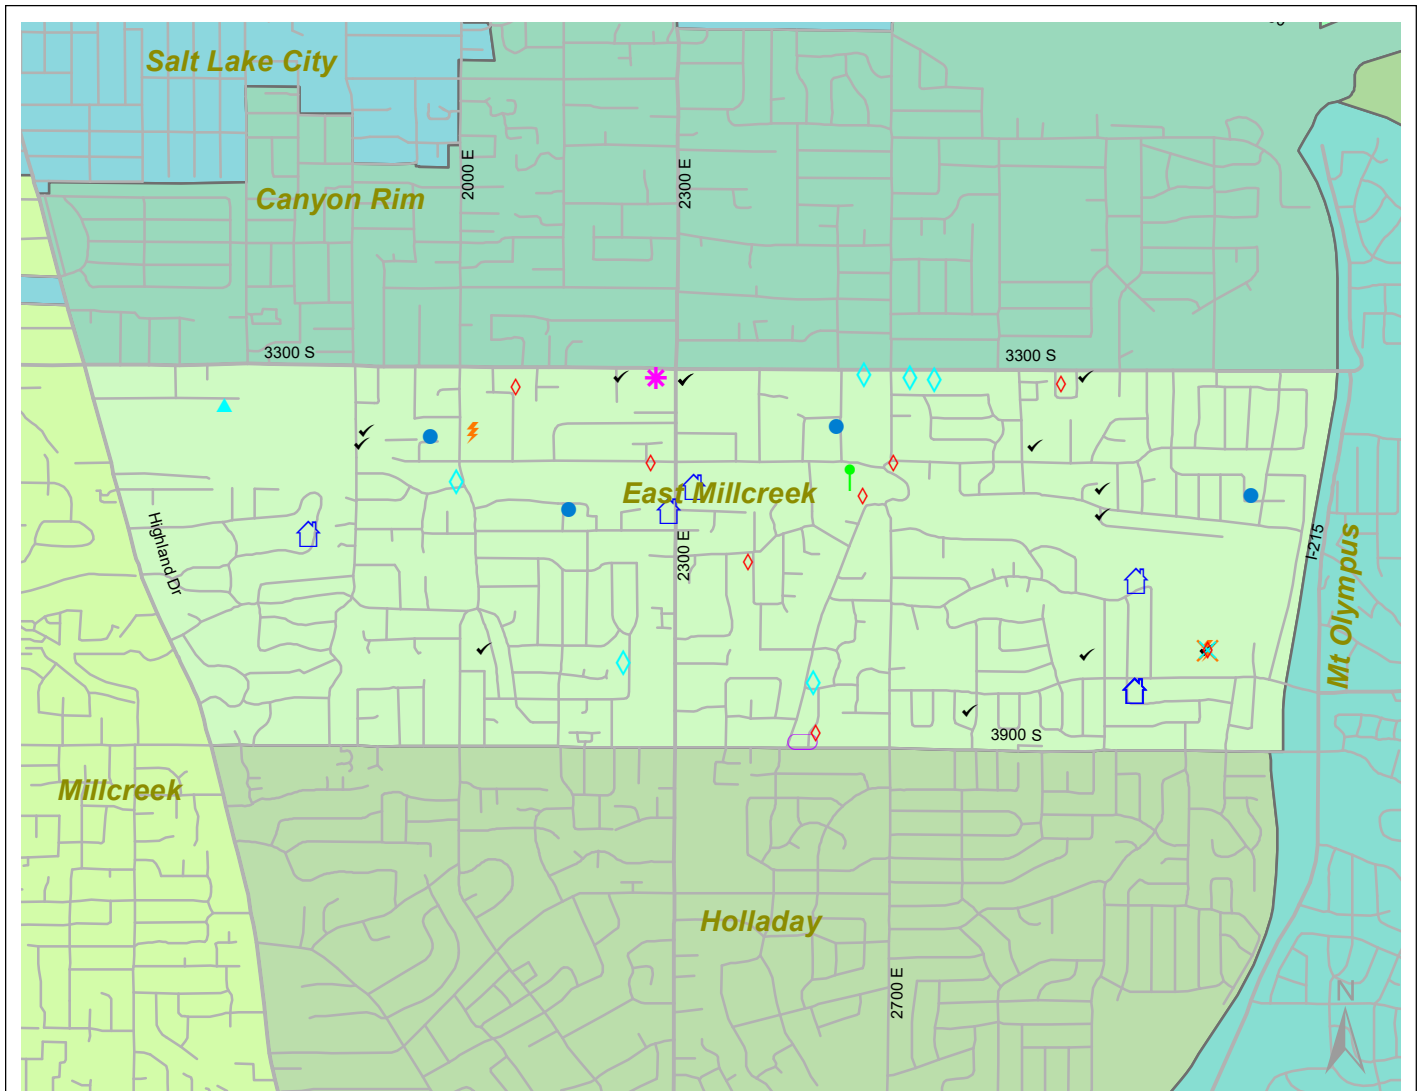 Salt Lake City
2000 E
2300 E
Canyon Rim
3300 S
3300 S
East Millcreek
Highland Dr
2300 E
I-215
Mt Olympus
3900 S
Millcreek
Holladay
2700 E
N